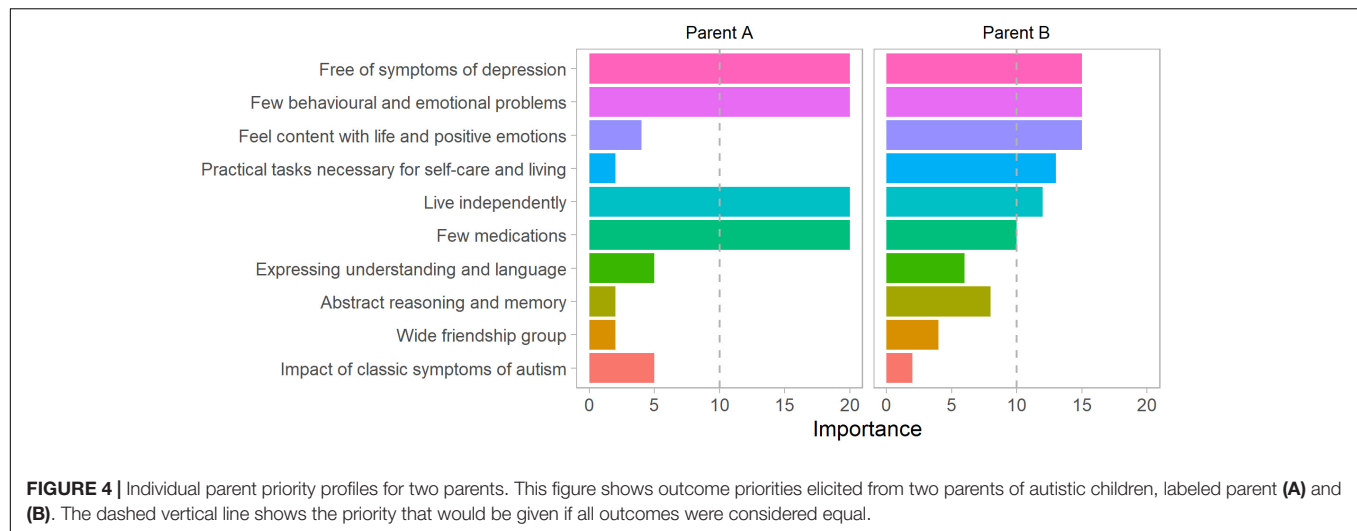 Parent A
Parent B
Free of symptoms of depression
Few behavioural and emotional problems
Feel content with life and positive emotions
Practical tasks necessary for self-care and living
Live independently
Few medications
Expressing understanding and language
Abstract reasoning and memory
Wide friendship group
Impact of classic symptoms of autism
0 5 10 15 20
0 5 10 15 20
Importance
FIGURE 4 | Individual parent priority profiles for two parents. This figure shows outcome priorities elicited from two parents of autistic children, labeled parent (A) and
(B). The dashed vertical line shows the priority that would be given if all outcomes were considered equal.